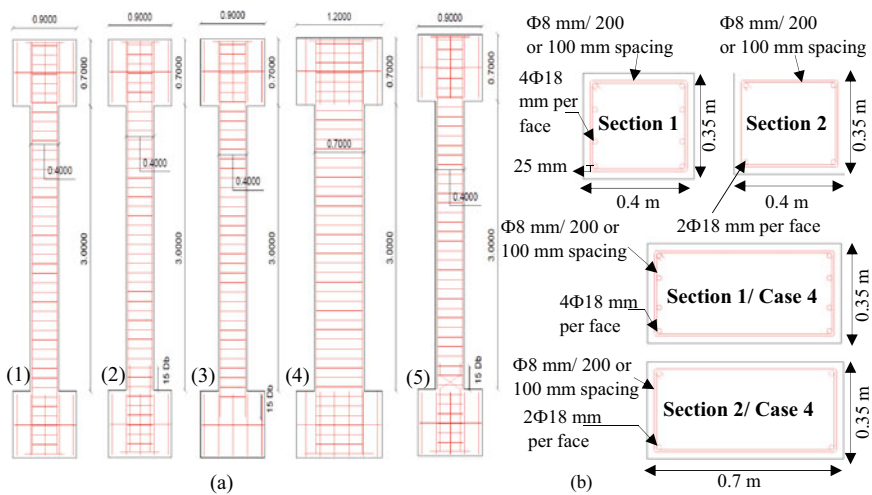 0.9000
0.9000
0.9000
1.2000
0.9000
0.7000
0.7000
0.7000
0.7000
0.7000
0.4000
0.4000
0.4000
0.7000
0.4000
3.0000
3.0000
3.0000
3.0000
3.0000
(1)
(2)
(3)
(4)
(5)
15 Db
15 Db
15 Db
(a)
Φ8 mm/ 200
or 100 mm spacing
4Φ18
mm per
face
25 mm
Section 1
0.35 m
0.4 m
Φ8 mm/ 200
or 100 mm spacing
Section 2
0.35 m
0.4 m
2Φ18 mm per face
Φ8 mm/ 200 or
100 mm spacing
Section 1/ Case 4
4Φ18 mm
per face
0.35 m
Φ8 mm/ 200 or
100 mm spacing
Section 2/ Case 4
2Φ18 mm
per face
0.35 m
0.7 m
(b)